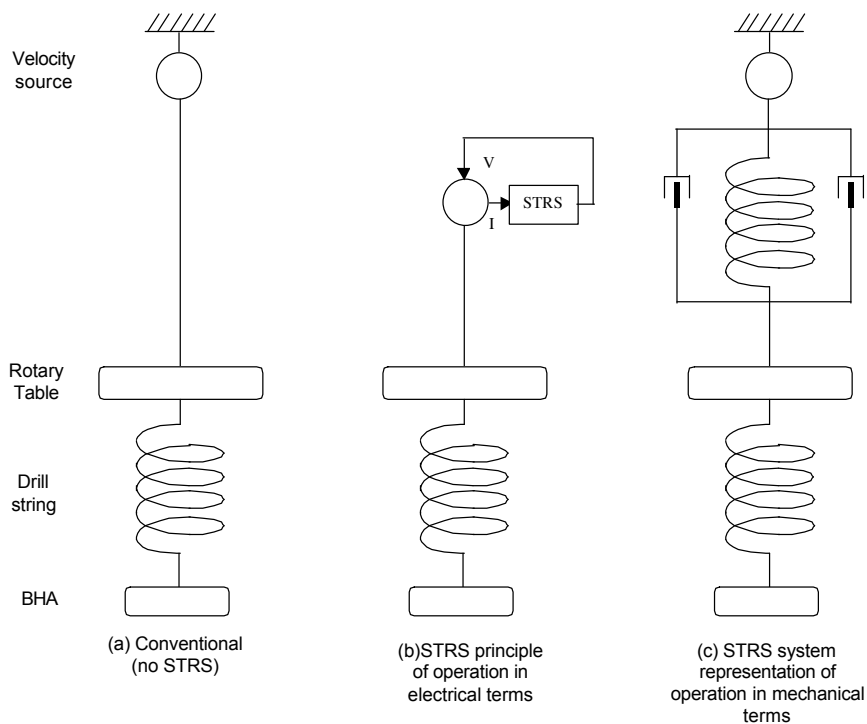 Velocity
source
V
STRS
I
Rotary
Table
Drill
string
BHA
(a) Conventional
(no STRS)
(b)STRS principle
of operation in
electrical terms
(c) STRS system
representation of
operation in mechanical
terms